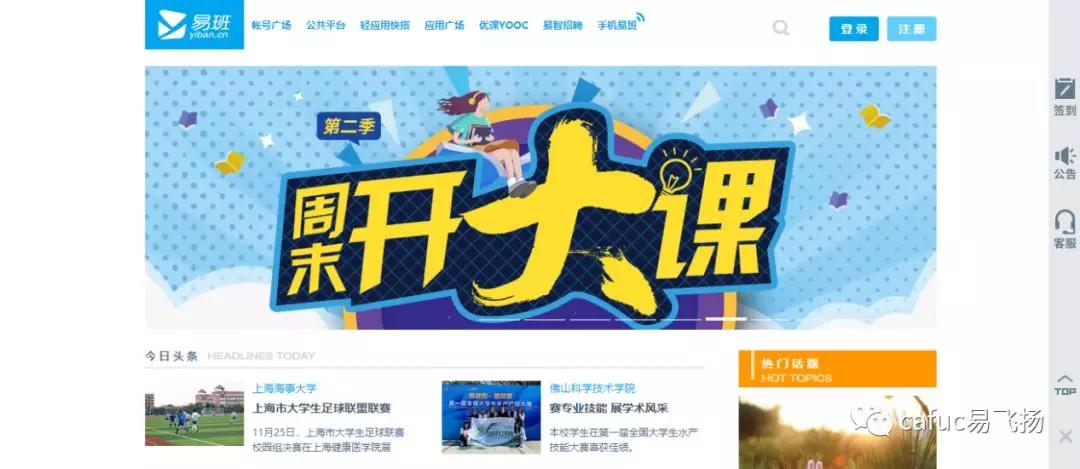 易班
yiban.cn
帐号广场 公共平台 轻应用快搭 应用广场 优课YOOC 易智招聘 手机易班
登录 注册
签到
公告
客服
第二季
周末开大课
今日头条 HEADLINES TODAY
热门话题
HOT TOPICS
上海海事大学
上海市大学生足球联盟联赛
11月25日，上海市大学生足球联赛
校园组决赛在上海健康医学院展
佛山科学技术学院
赛专业技能 展学术风采
本校学生在第一届全国大学生水产
技能大赛喜获佳绩。
TOP
cafuc易飞扬